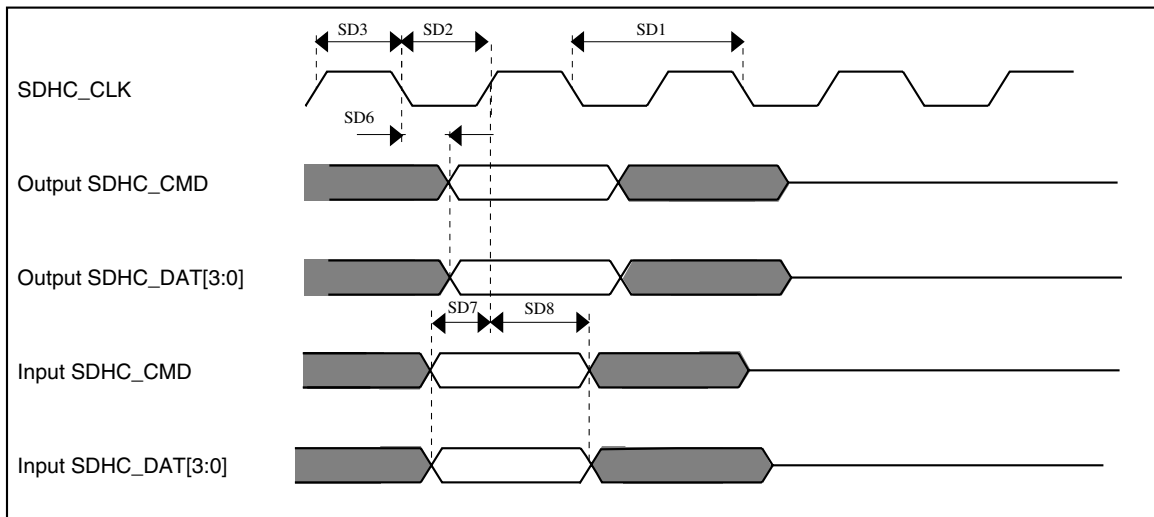 SD3 SD2 SD1
SDHC_CLK
SD6
Output SDHC_CMD
Output SDHC_DAT[3:0]
SD7 SD8
Input SDHC_CMD
Input SDHC_DAT[3:0]